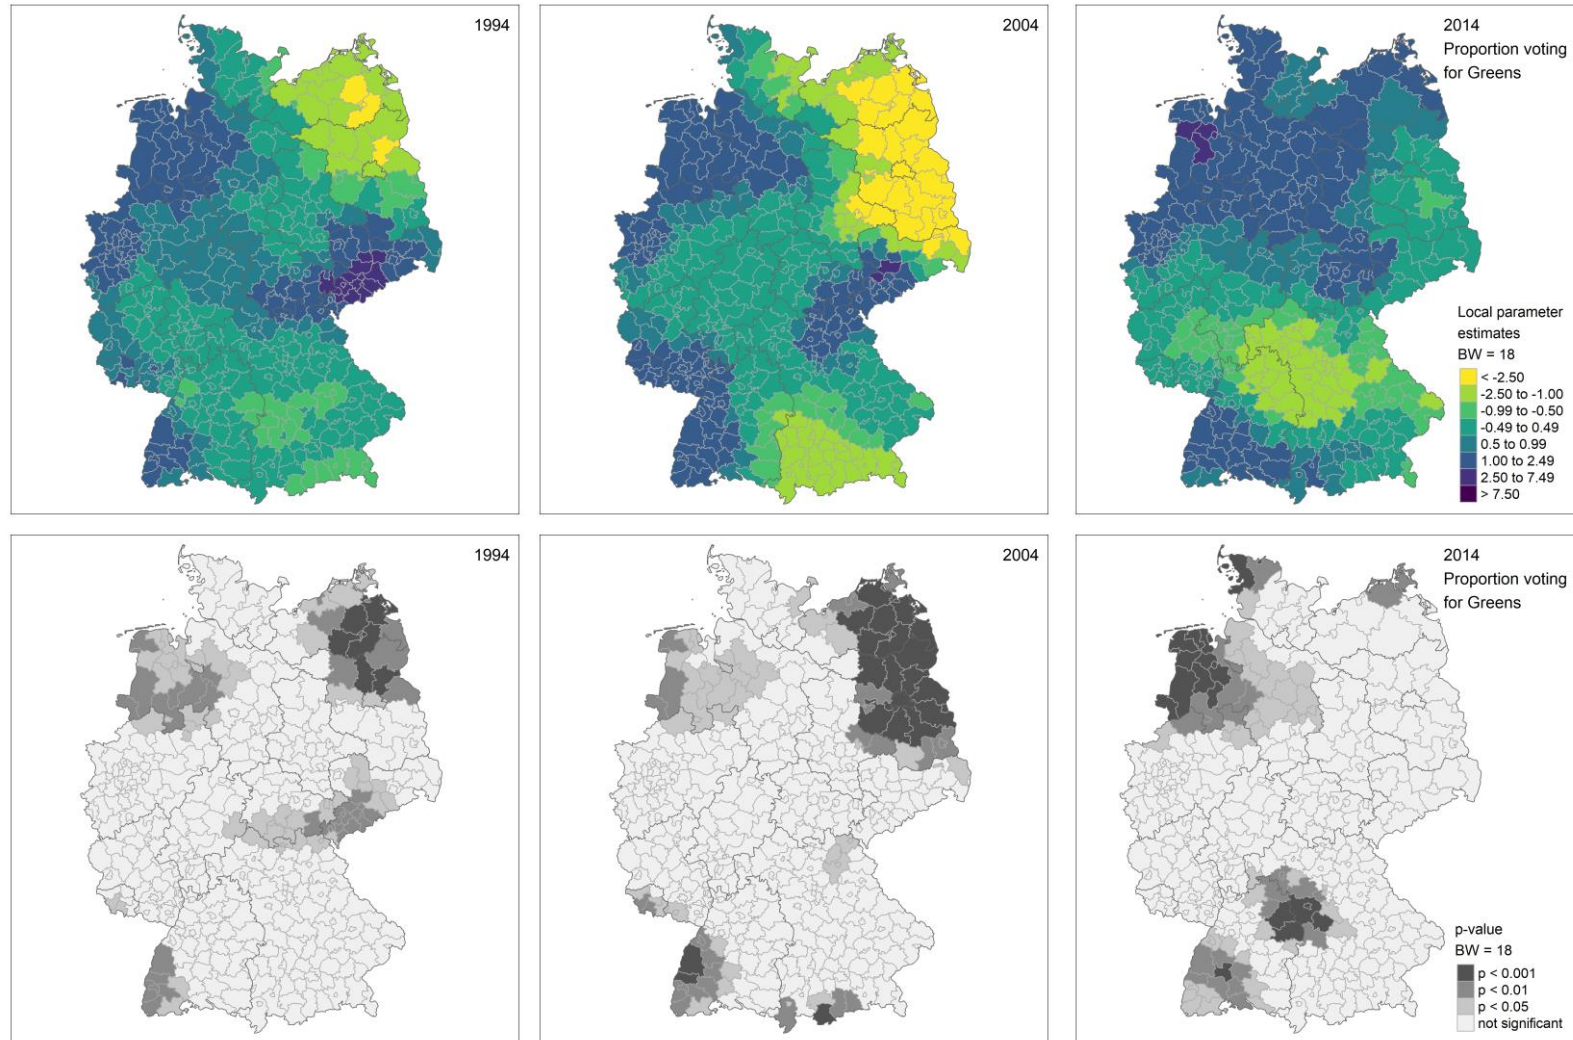 1994
2004
2014
Proportion voting
for Greens
Local parameter
estimates
BW = 18
< -2.50
-2.50 to -1.00
-0.99 to -0.50
-0.49 to 0.49
0.5 to 0.99
1.00 to 2.49
2.50 to 7.49
> 7.50
1994
2004
2014
Proportion voting
for Greens
p-value
BW = 18
p < 0.001
p < 0.01
p < 0.05
not significant